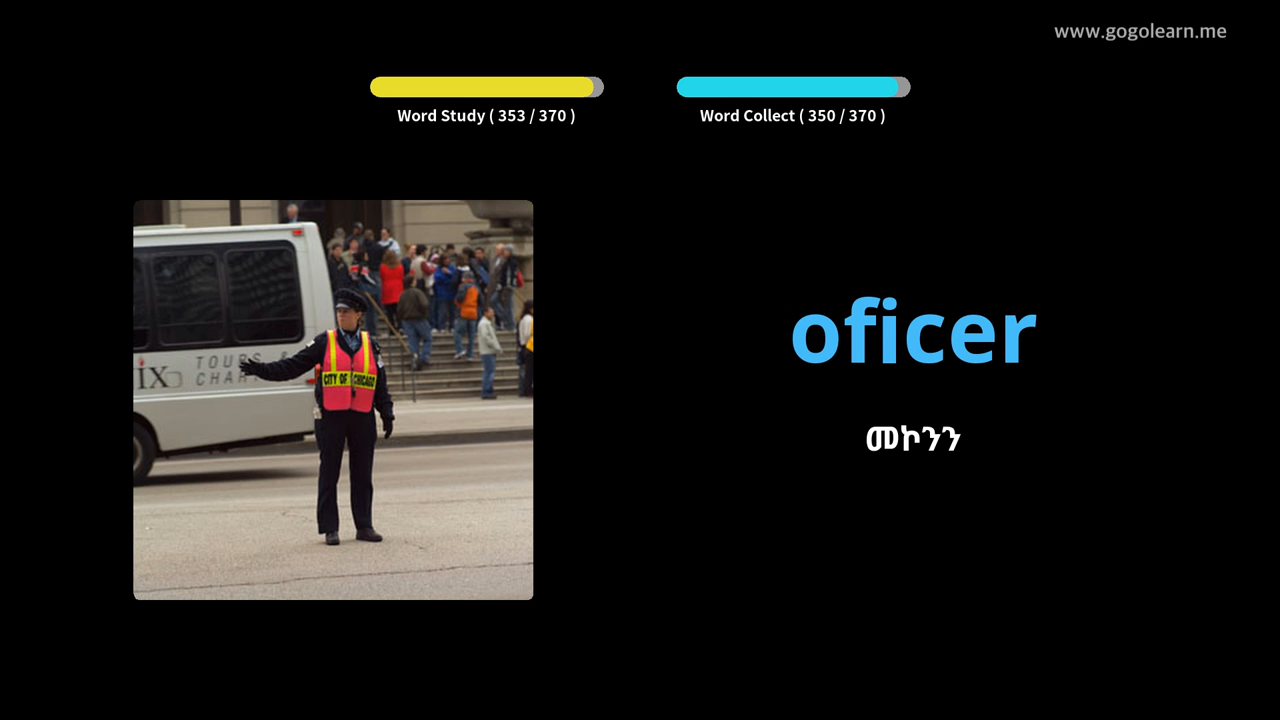 www.gogolearn.me
Word Study ( 353 / 370 )
Word Collect ( 350 / 370 )
oficer
መኮንን
IX
TOURS &
CHAR
CITY OF CHICAGO